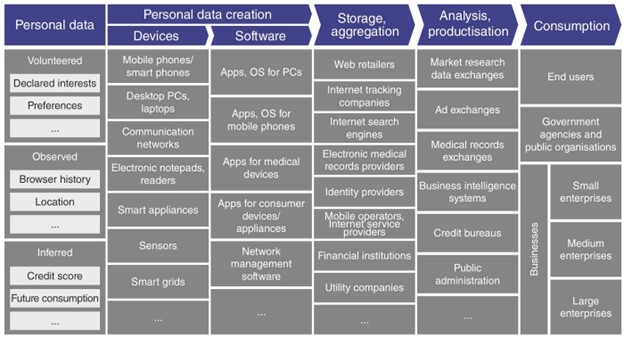 Personal data
Personal data creation
Devices
Software
Storage,
aggregation
Analysis,
productisation
Consumption
Volunteered
Declared interests
Preferences
...
Observed
Browser history
Location
...
Inferred
Credit score
Future consumption
...
Mobile phones/
smart phones
Desktop PCs,
laptops
Communication
networks
Electronic notepads,
readers
Smart appliances
Sensors
Smart grids
...
Apps, OS for PCs
Apps, OS for
mobile phones
Apps for medical
devices
Apps for consumer
devices/
appliances
Network
management
software
...
Web retailers
Internet tracking
companies
Internet search
engines
Electronic medical
records providers
Identity providers
Mobile operators,
Internet service
providers
Financial institutions
Utility companies
...
Market research
data exchanges
Ad exchanges
Medical records
exchanges
Business intelligence
systems
Credit bureaus
Public
administration
...
End users
Government
agencies and
public organisations
Businesses
Small
enterprises
Medium
enterprises
Large
enterprises